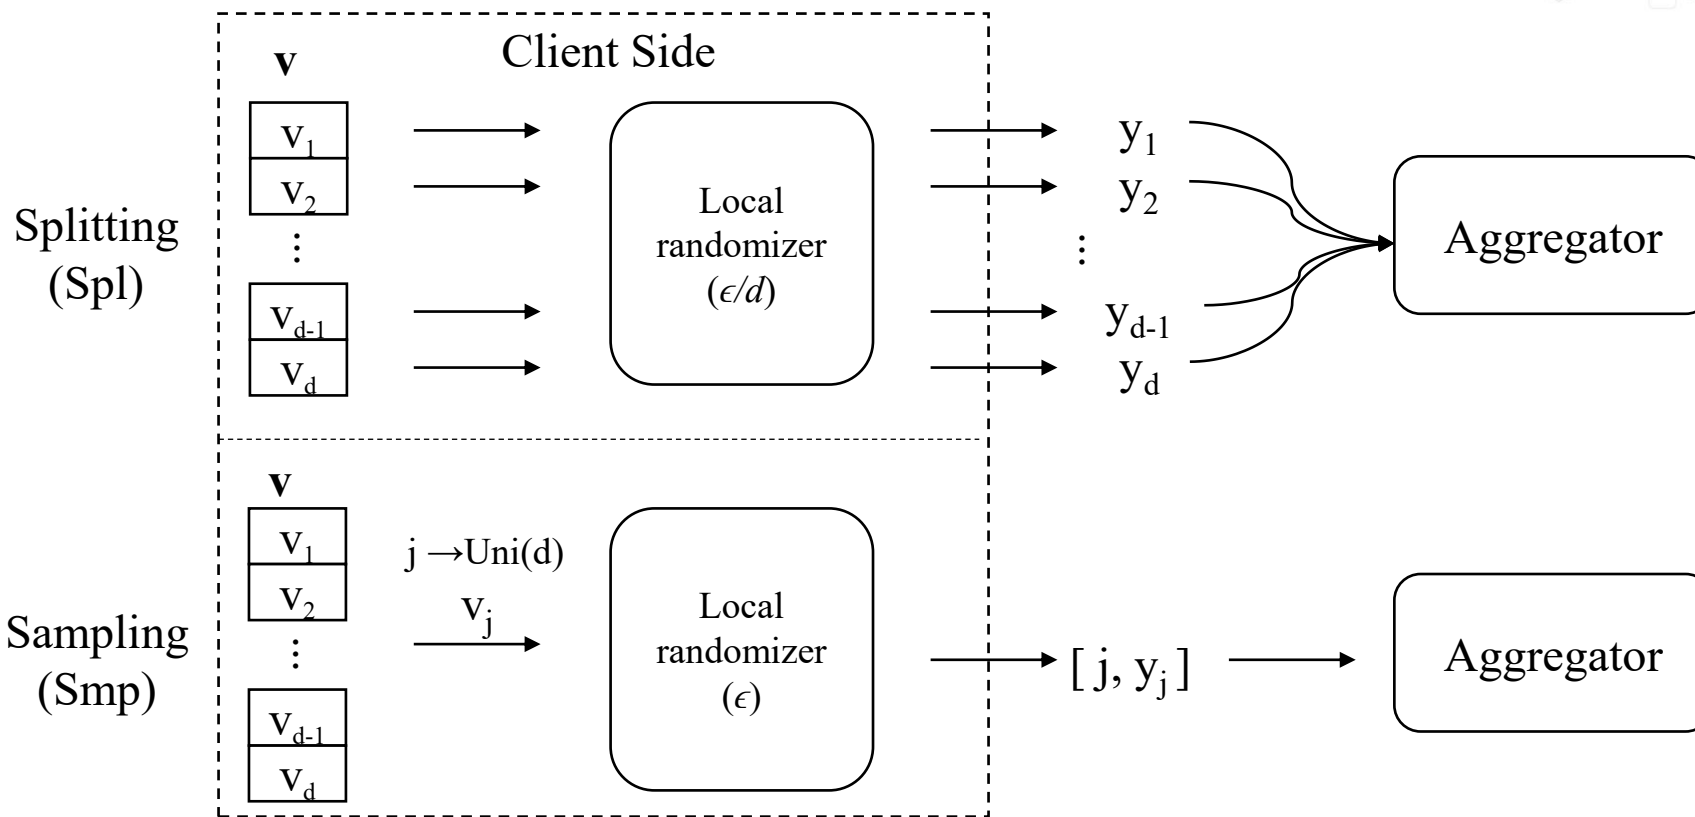 Client Side
v
v1
v2
⋮
vd-1
vd
Splitting
(Spl)
Local
randomizer
(ϵ/d)
y1
y2
⋮
yd-1
yd
Aggregator
v
v1
v2
⋮
vd-1
vd
Sampling
(Smp)
j →Uni(d)
vj
Local
randomizer
(ϵ)
[ j, yj ]
Aggregator